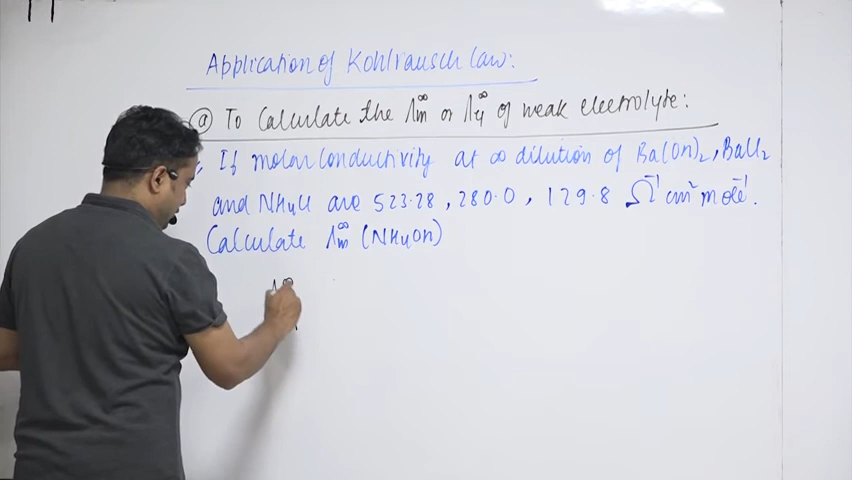 Application of Kohlrausch Law:
(a) To Calculate the Λm∞ or Λeq∞ of weak electrolyte:
If molar conductivity at ∞ dilution of Ba(OH)2, BaCl2
and NH4Cl are 523.28, 280.0, 129.8 Ω-1 cm2 mole-1.
Calculate Λm∞ (NH4OH)
Λ∞